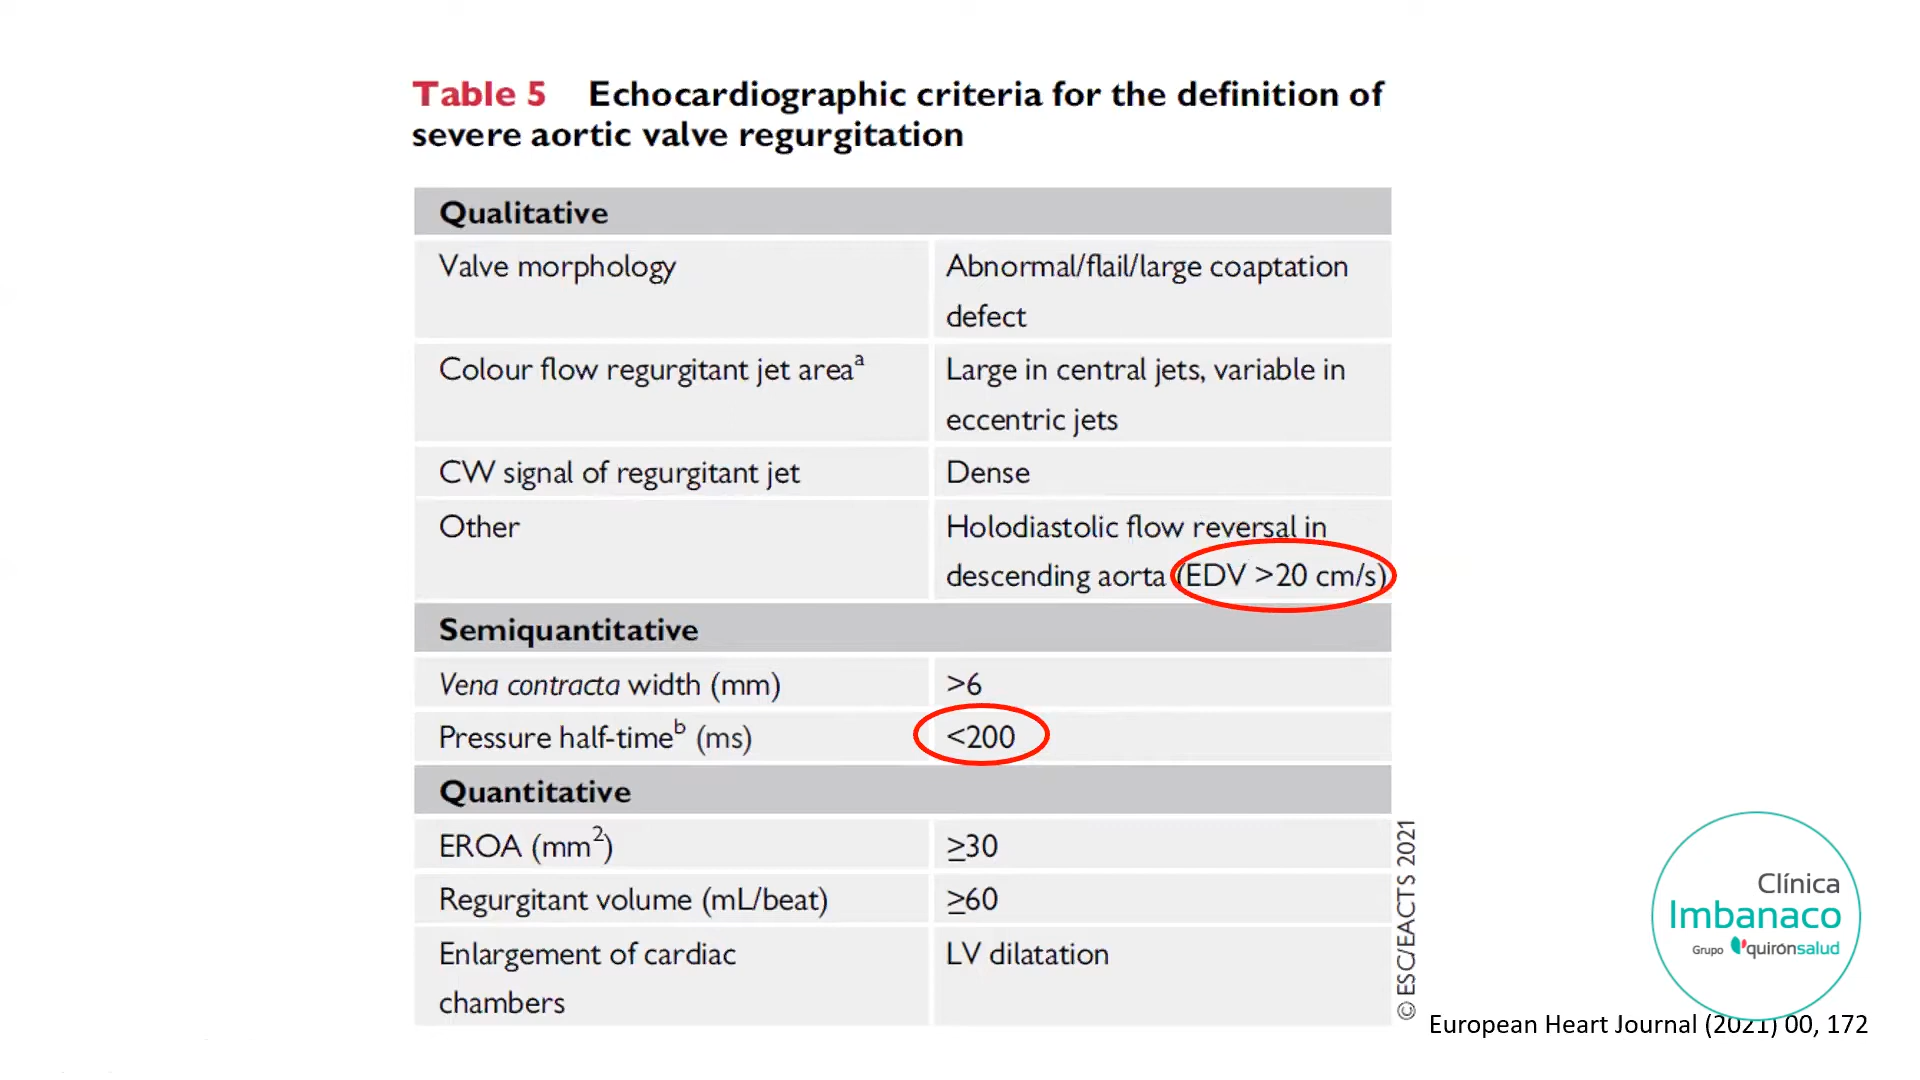 Table 5 Echocardiographic criteria for the definition of
severe aortic valve regurgitation
Qualitative
Valve morphology
Abnormal/flail/large coaptation
defect
Colour flow regurgitant jet areaᵃ
Large in central jets, variable in
eccentric jets
CW signal of regurgitant jet
Dense
Other
Holodiastolic flow reversal in
descending aorta (EDV >20 cm/s)
Semiquantitative
Vena contracta width (mm)
>6
Pressure half-timeᵇ (ms)
<200
Quantitative
EROA (mm²)
≥30
Regurgitant volume (mL/beat)
≥60
Enlargement of cardiac
chambers
LV dilatation
© ESC/EACTS 2021
Clínica
Imbanaco
Grupo quirónsalud
European Heart Journal (2021) 00, 172